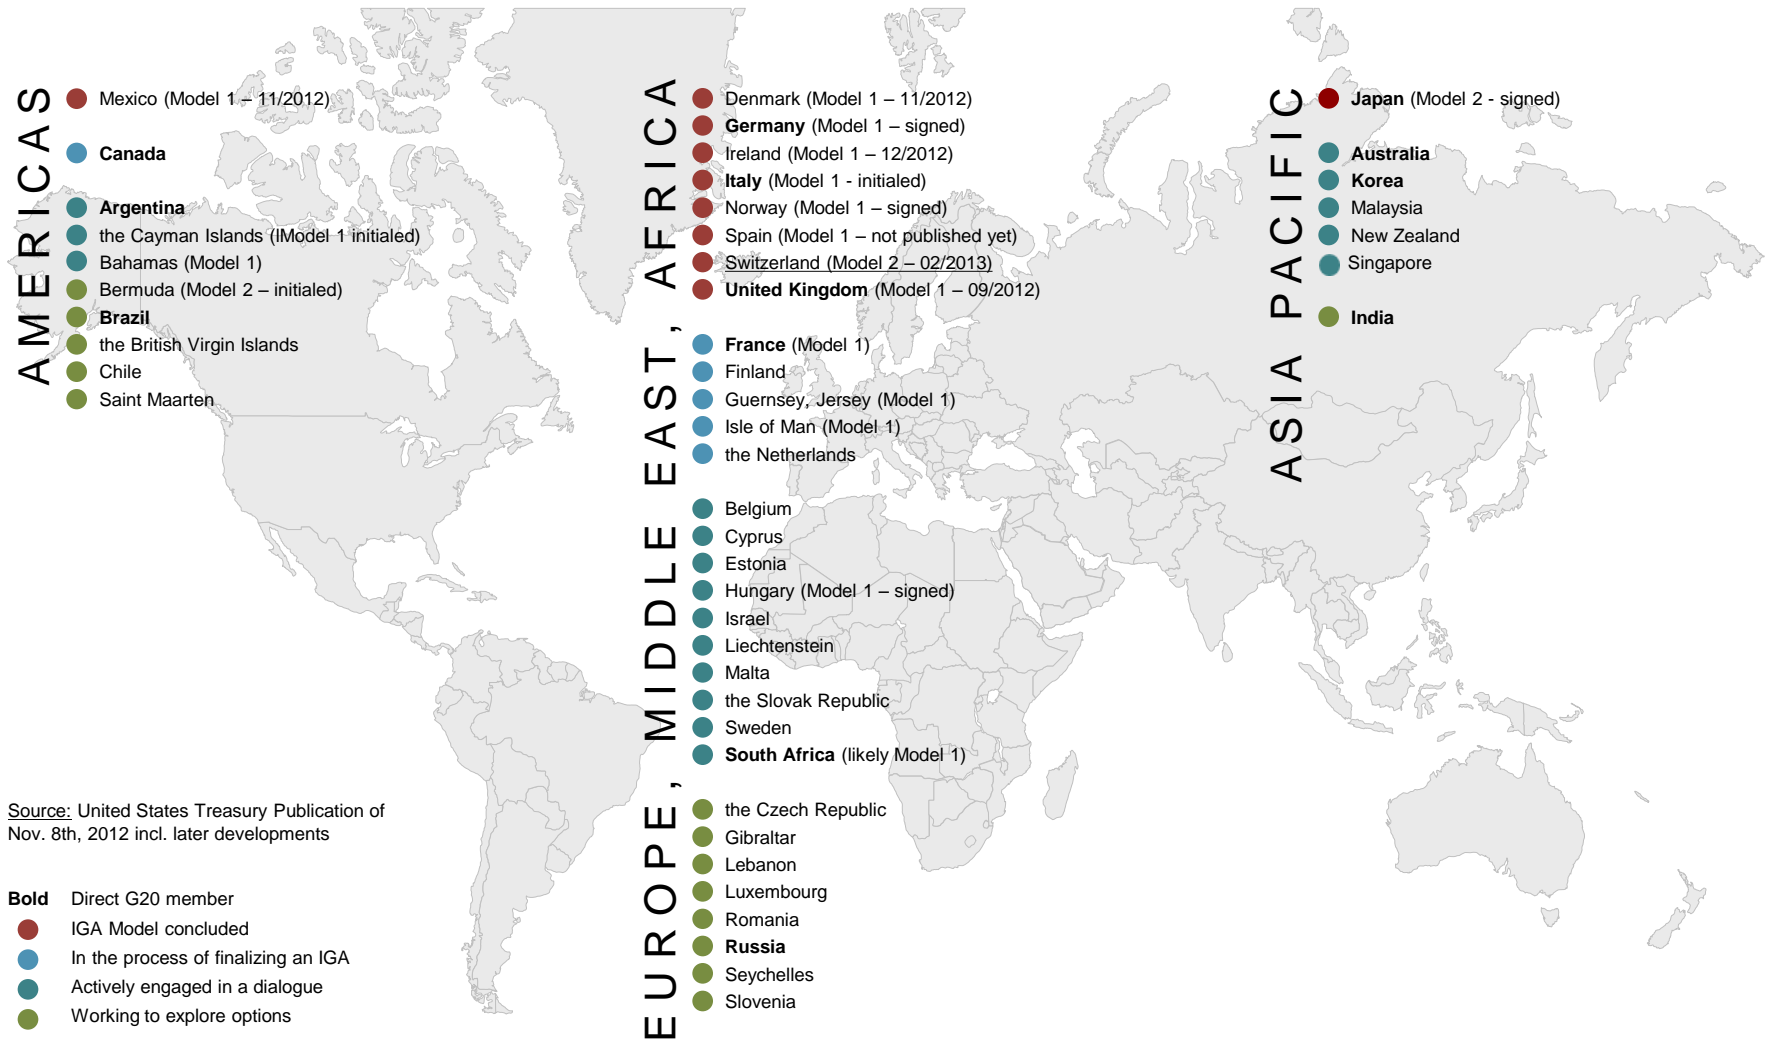 AMERICAS
Mexico (Model 1 – 11/2012)
Canada
Argentina
the Cayman Islands (IModel 1 initialed)
Bahamas (Model 1)
Bermuda (Model 2 – initialed)
Brazil
the British Virgin Islands
Chile
Saint Maarten
EUROPE, MIDDLE EAST, AFRICA
Denmark (Model 1 – 11/2012)
Germany (Model 1 – signed)
Ireland (Model 1 – 12/2012)
Italy (Model 1 - initialed)
Norway (Model 1 – signed)
Spain (Model 1 – not published yet)
Switzerland (Model 2 – 02/2013)
United Kingdom (Model 1 – 09/2012)
France (Model 1)
Finland
Guernsey, Jersey (Model 1)
Isle of Man (Model 1)
the Netherlands
Belgium
Cyprus
Estonia
Hungary (Model 1 – signed)
Israel
Liechtenstein
Malta
the Slovak Republic
Sweden
South Africa (likely Model 1)
the Czech Republic
Gibraltar
Lebanon
Luxembourg
Romania
Russia
Seychelles
Slovenia
ASIA PACIFIC
Japan (Model 2 - signed)
Australia
Korea
Malaysia
New Zealand
Singapore
India
Source: United States Treasury Publication of
Nov. 8th, 2012 incl. later developments
Bold Direct G20 member
IGA Model concluded
In the process of finalizing an IGA
Actively engaged in a dialogue
Working to explore options